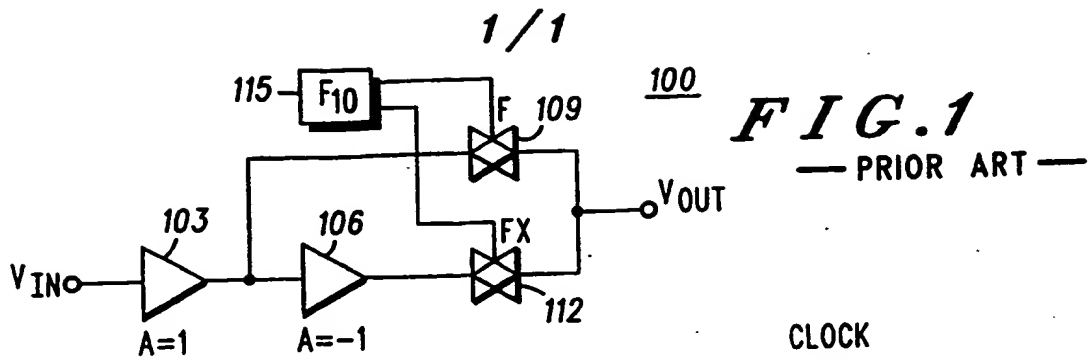 1/1
115
F10
F
109
100
FIG.1
— PRIOR ART —
VOUT
103
106
FX
VIN
112
A=1
A=-1
CLOCK